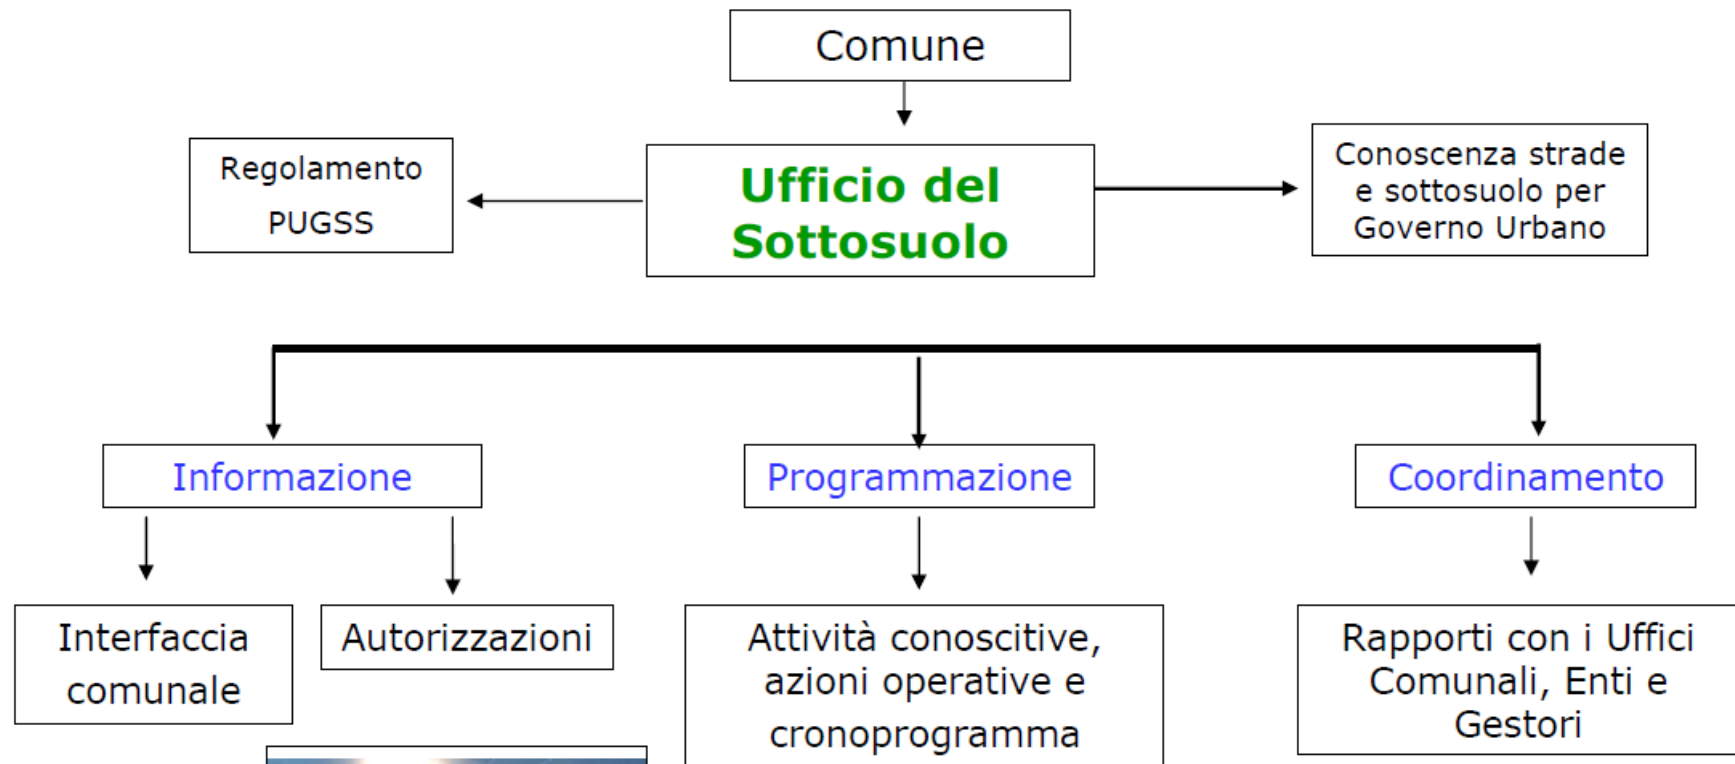 Comune
Regolamento
PUGSS
Ufficio del
Sottosuolo
Conoscenza strade
e sottosuolo per
Governo Urbano
Informazione
Programmazione
Coordinamento
Interfaccia
comunale
Autorizzazioni
Attività conoscitive,
azioni operative e
cronoprogramma
Rapporti con i Uffici
Comunali, Enti e
Gestori